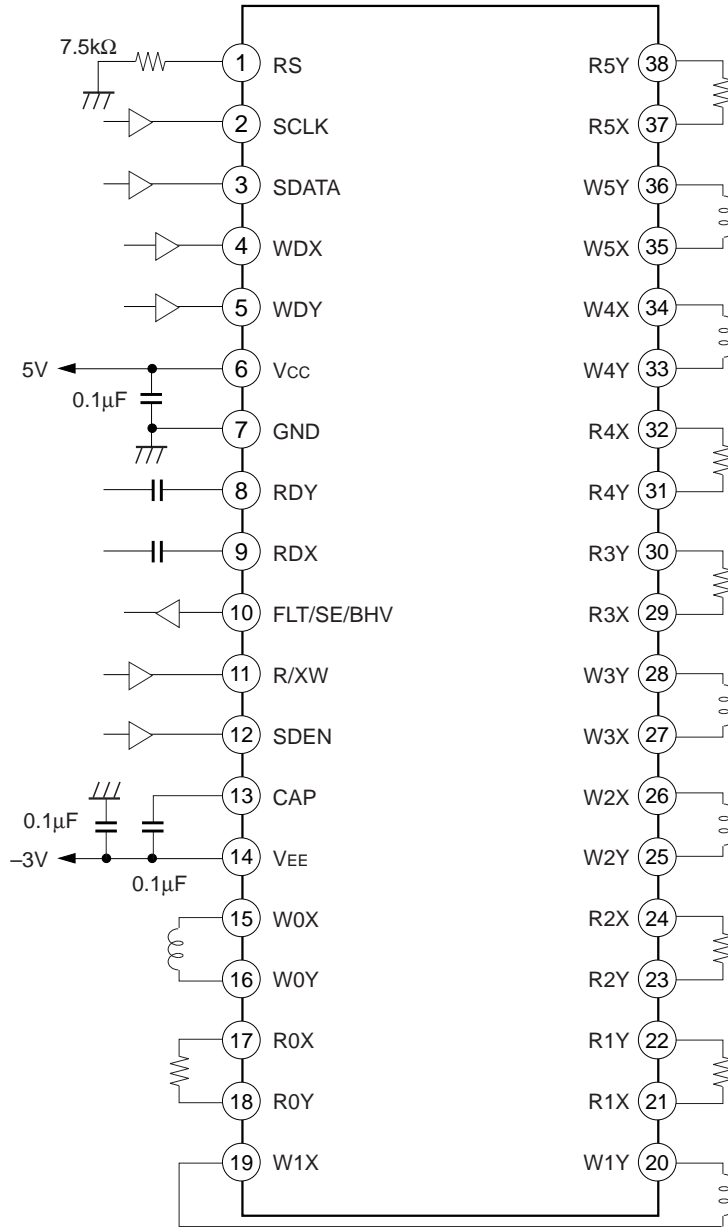 7.5kΩ
1 RS
2 SCLK
3 SDATA
4 WDX
5 WDY
5V
6 VCC
0.1μF
7 GND
8 RDY
9 RDX
10 FLT/SE/BHV
11 R/XW
12 SDEN
13 CAP
0.1μF
–3V
14 VEE
0.1μF
15 W0X
16 W0Y
17 R0X
18 R0Y
19 W1X
R5Y 38
R5X 37
W5Y 36
W5X 35
W4X 34
W4Y 33
R4X 32
R4Y 31
R3Y 30
R3X 29
W3Y 28
W3X 27
W2X 26
W2Y 25
R2X 24
R2Y 23
R1Y 22
R1X 21
W1Y 20